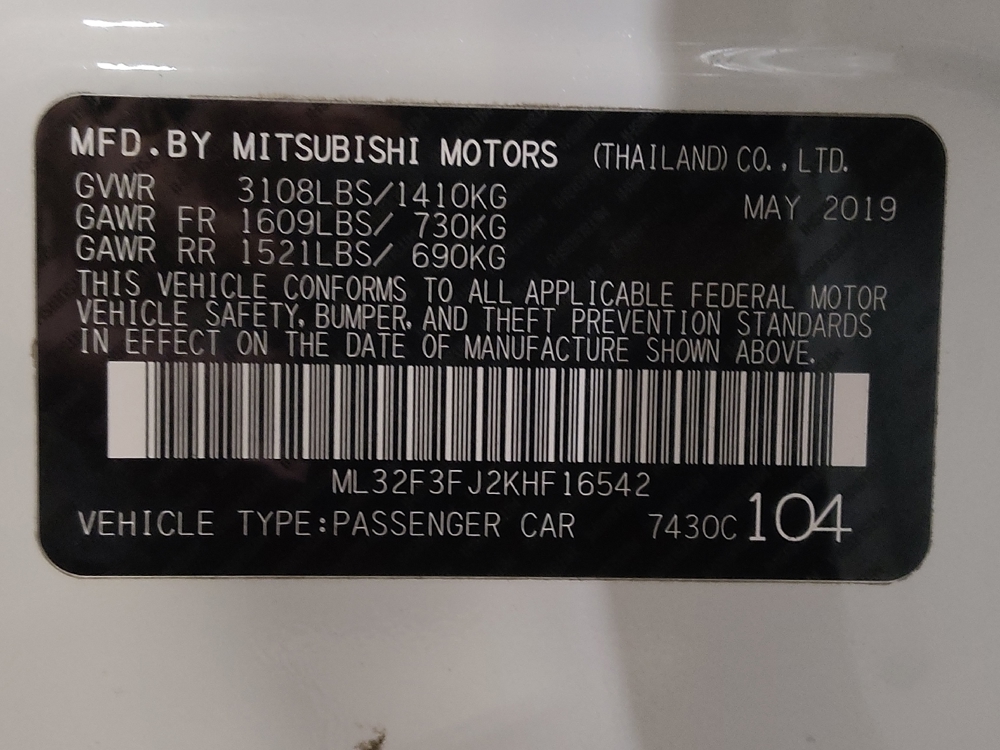 MFD.BY MITSUBISHI MOTORS (THAILAND) CO., LTD.
GVWR 3108LBS/1410KG MAY 2019
GAWR FR 1609LBS/ 730KG
GAWR RR 1521LBS/ 690KG
THIS VEHICLE CONFORMS TO ALL APPLICABLE FEDERAL MOTOR
VEHICLE SAFETY, BUMPER, AND THEFT PREVENTION STANDARDS
IN EFFECT ON THE DATE OF MANUFACTURE SHOWN ABOVE.
ML32F3FJ2KHF16542
VEHICLE TYPE:PASSENGER CAR 7430C 104